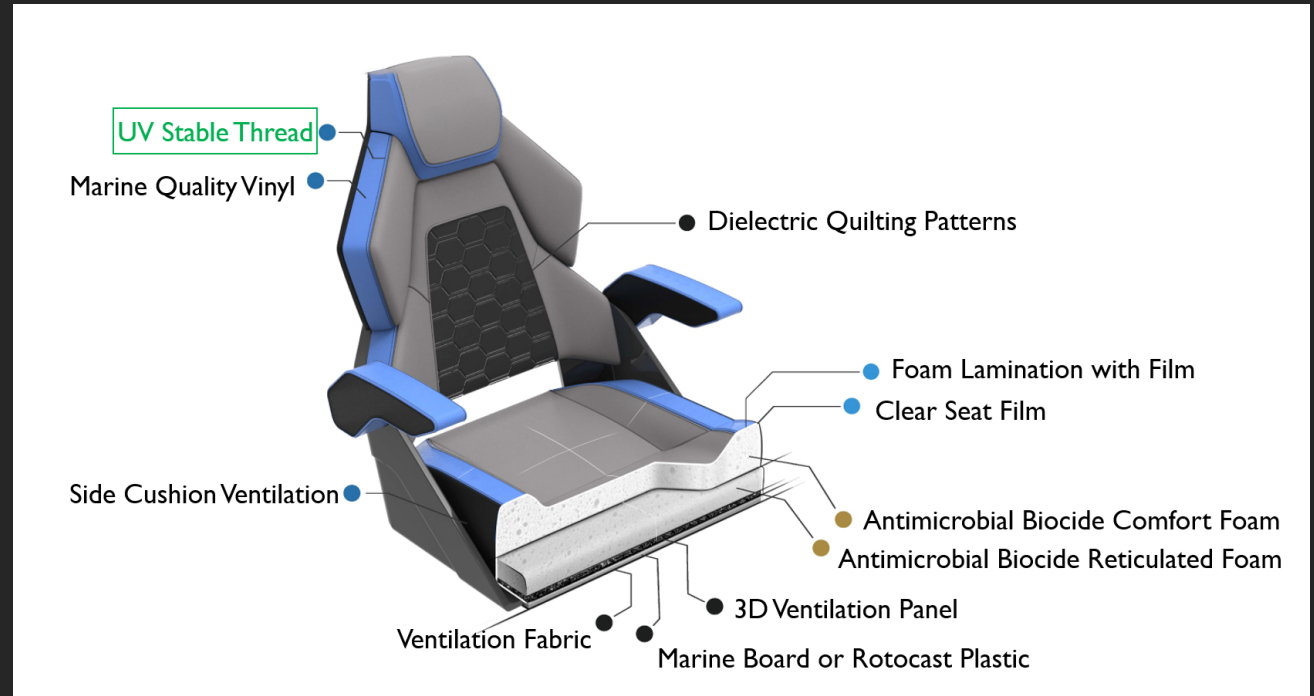 UV Stable Thread
Marine Quality Vinyl
Dielectric Quilting Patterns
Foam Lamination with Film
Clear Seat Film
Side Cushion Ventilation
Antimicrobial Biocide Comfort Foam
Antimicrobial Biocide Reticulated Foam
3D Ventilation Panel
Ventilation Fabric
Marine Board or Rotocast Plastic